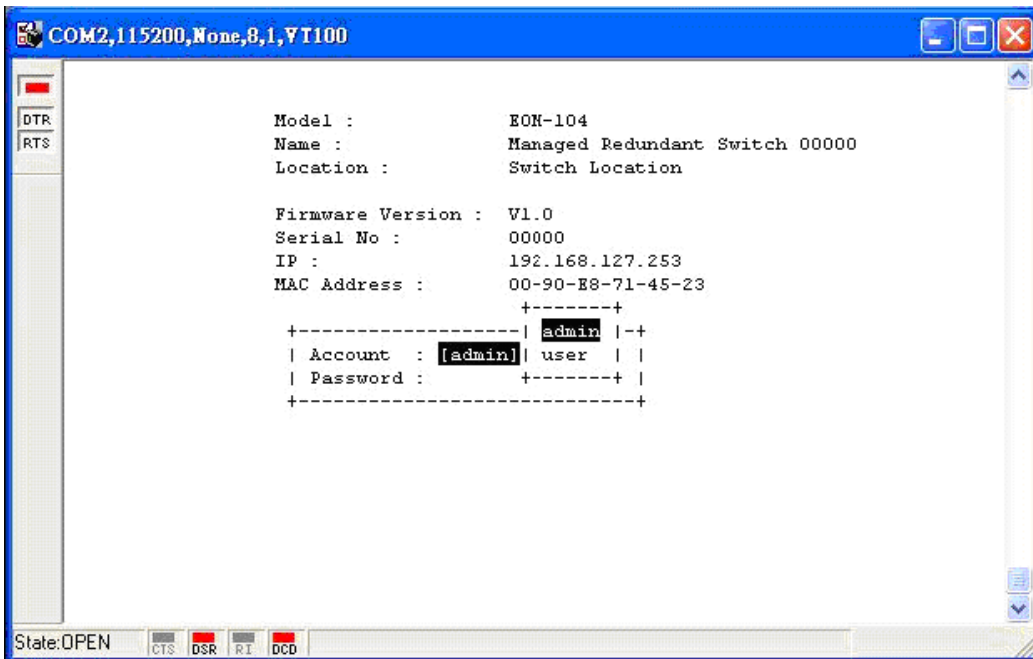 COM2,115200,None,8,1,VT100
DTR
RTS
Model : EOM-104
Name : Managed Redundant Switch 00000
Location : Switch Location
Firmware Version : V1.0
Serial No : 00000
IP : 192.168.127.253
MAC Address : 00-90-E8-71-45-23
+-------+
+-------------------| admin |-+
| Account : [admin]| user | |
| Password : +-------+ |
+-----------------------------+
State:OPEN CTS DSR RI DCD